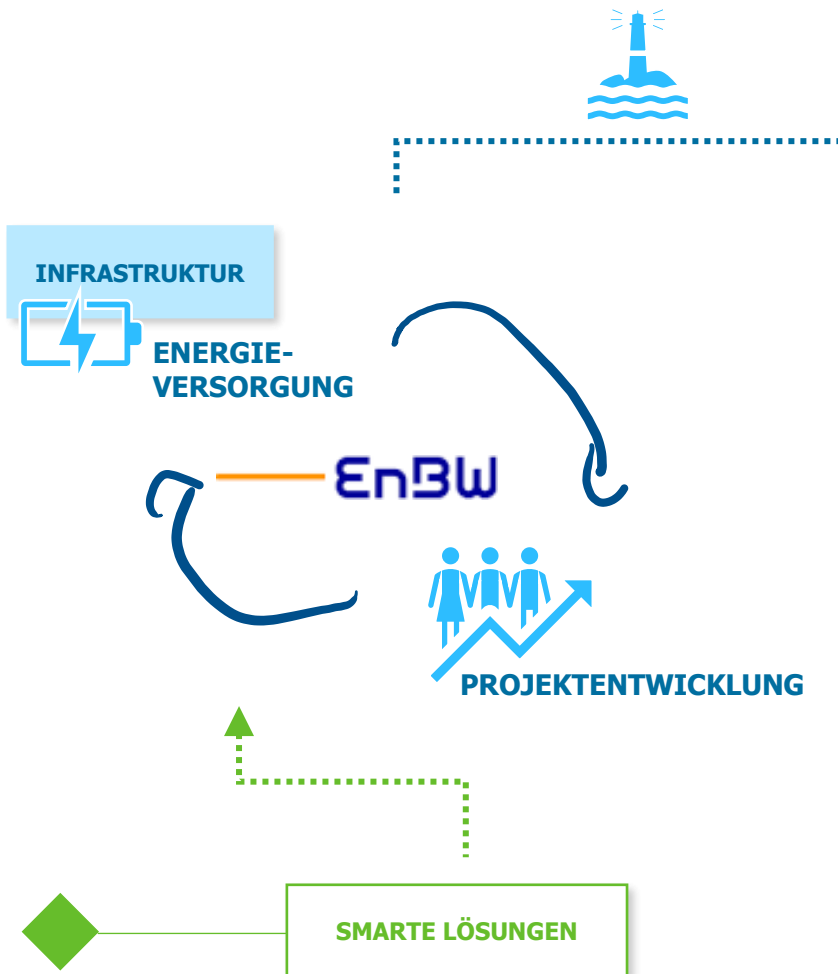 INFRASTRUKTUR
ENERGIE-
VERSORGUNG
EnBW
PROJEKTENTWICKLUNG
SMARTE LÖSUNGEN